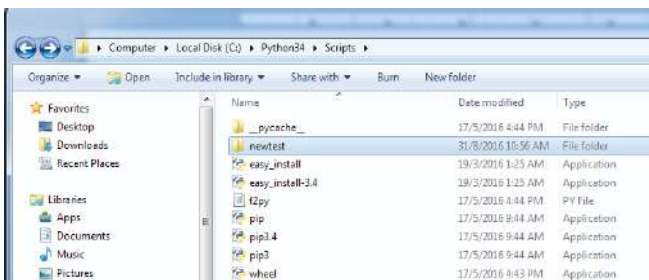 Computer ▸ Local Disk (C:) ▸ Python34 ▸ Scripts ▸
Organize Open Include in library Share with Burn New folder
Name Date modified Type
Favorites
Desktop
Downloads
Recent Places
Libraries
Apps
Documents
Music
Pictures
__pycache__ 17/5/2016 4:44 PM File folder
newtest 31/8/2016 10:56 AM File folder
easy_install 19/3/2016 1:25 AM Application
easy_install-3.4 19/3/2016 1:25 AM Application
f2py 17/5/2016 4:44 PM PY File
pip 17/5/2016 9:44 AM Application
pip3.4 17/5/2016 9:44 AM Application
pip3 17/5/2016 9:44 AM Application
wheel 17/5/2016 4:43 PM Application